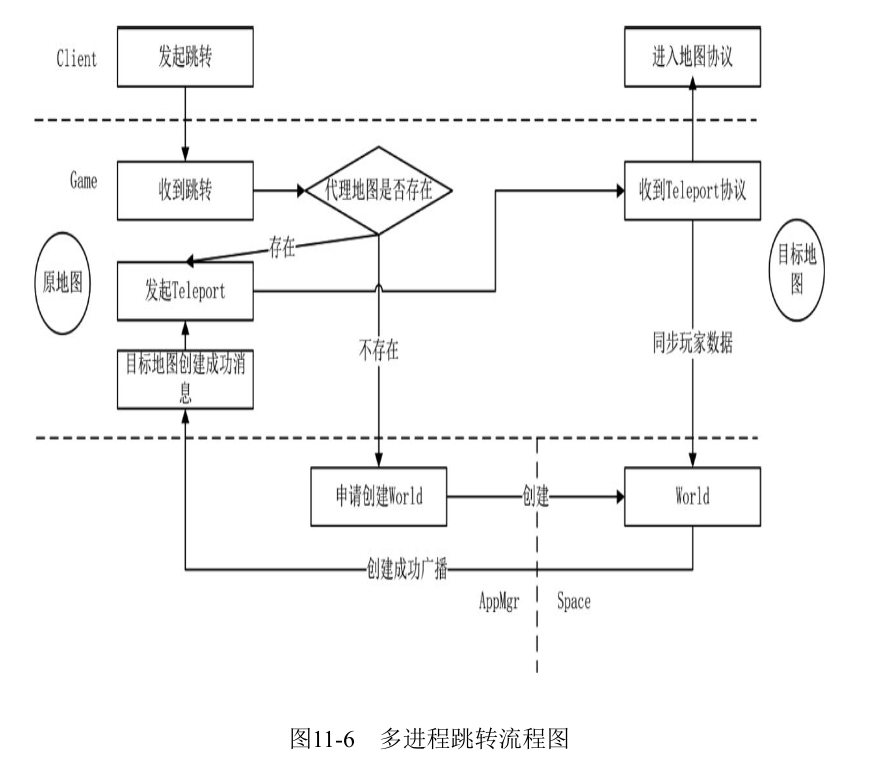 Client
发起跳转
进入地图协议
Game
收到跳转
代理地图是否存在
收到Teleport协议
存在
原地图
发起Teleport
目标地
图
不存在
同步玩家数据
目标地图创建成功消
息
申请创建World
创建
World
创建成功广播
AppMgr
Space
图11-6 多进程跳转流程图